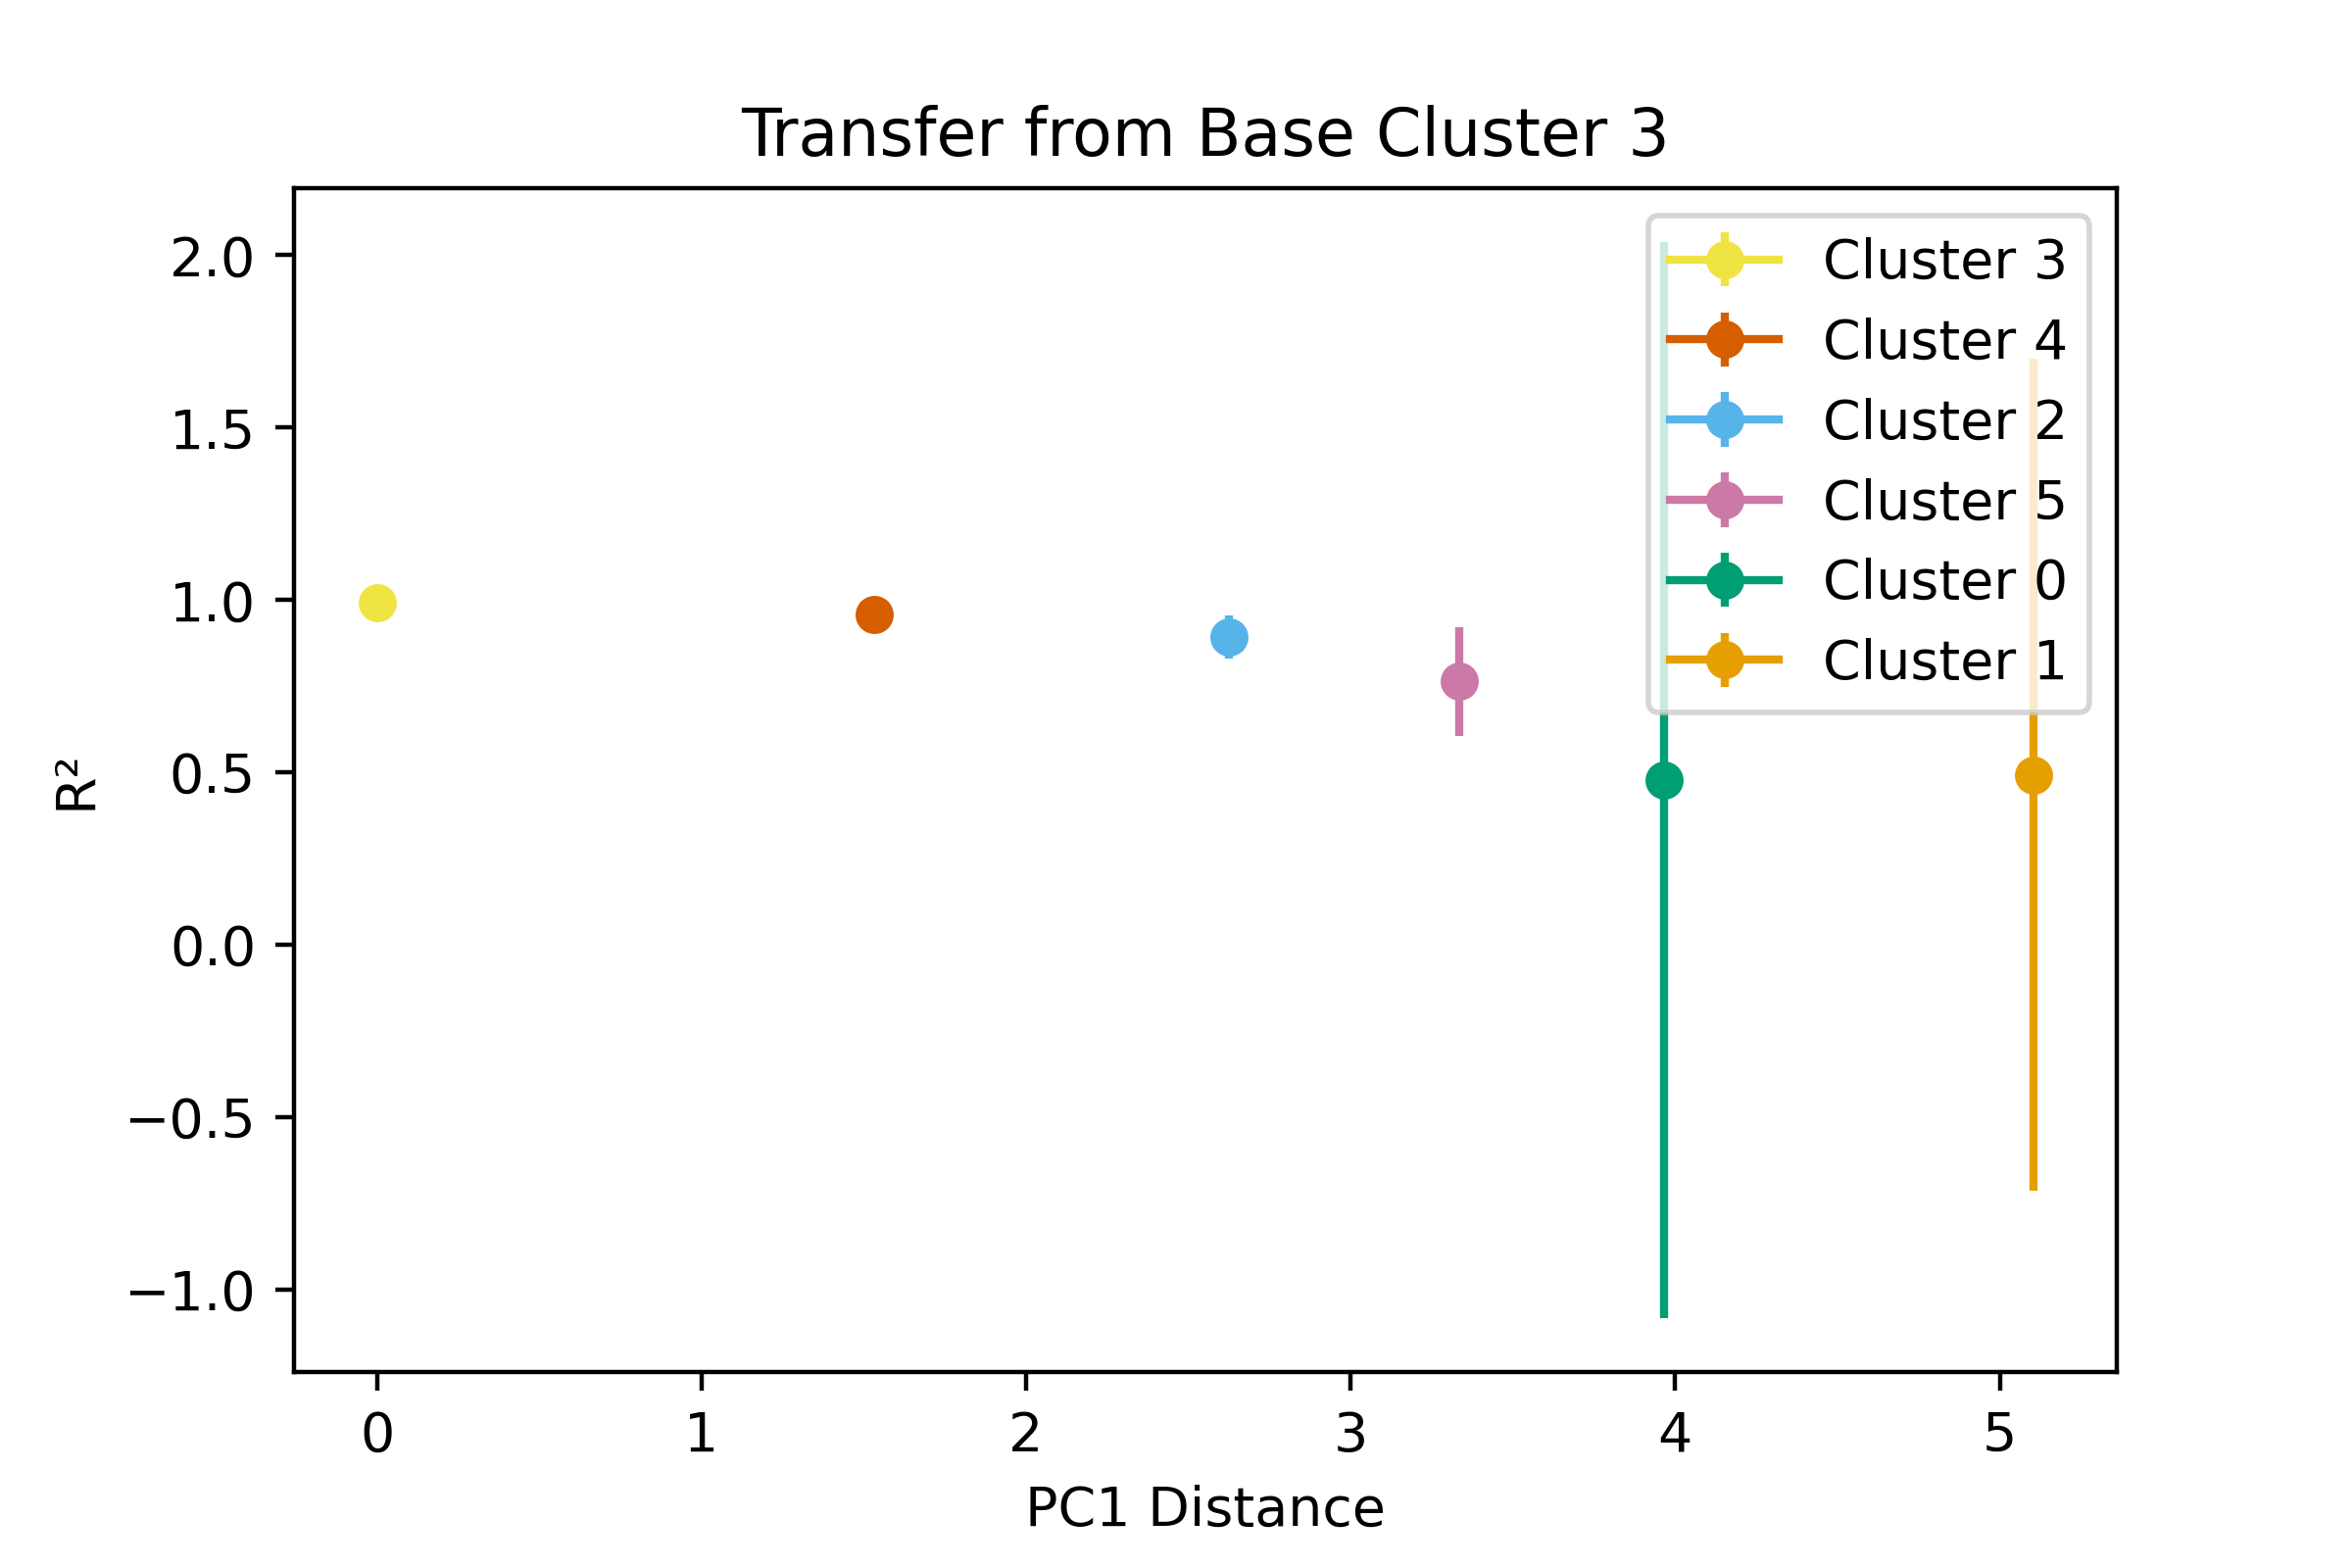 Transfer from Base Cluster 3
2.0
1.5
1.0
0.5
0.0
−0.5
−1.0
R²
Cluster 3
Cluster 4
Cluster 2
Cluster 5
Cluster 0
Cluster 1
0 1 2 3 4 5
PC1 Distance